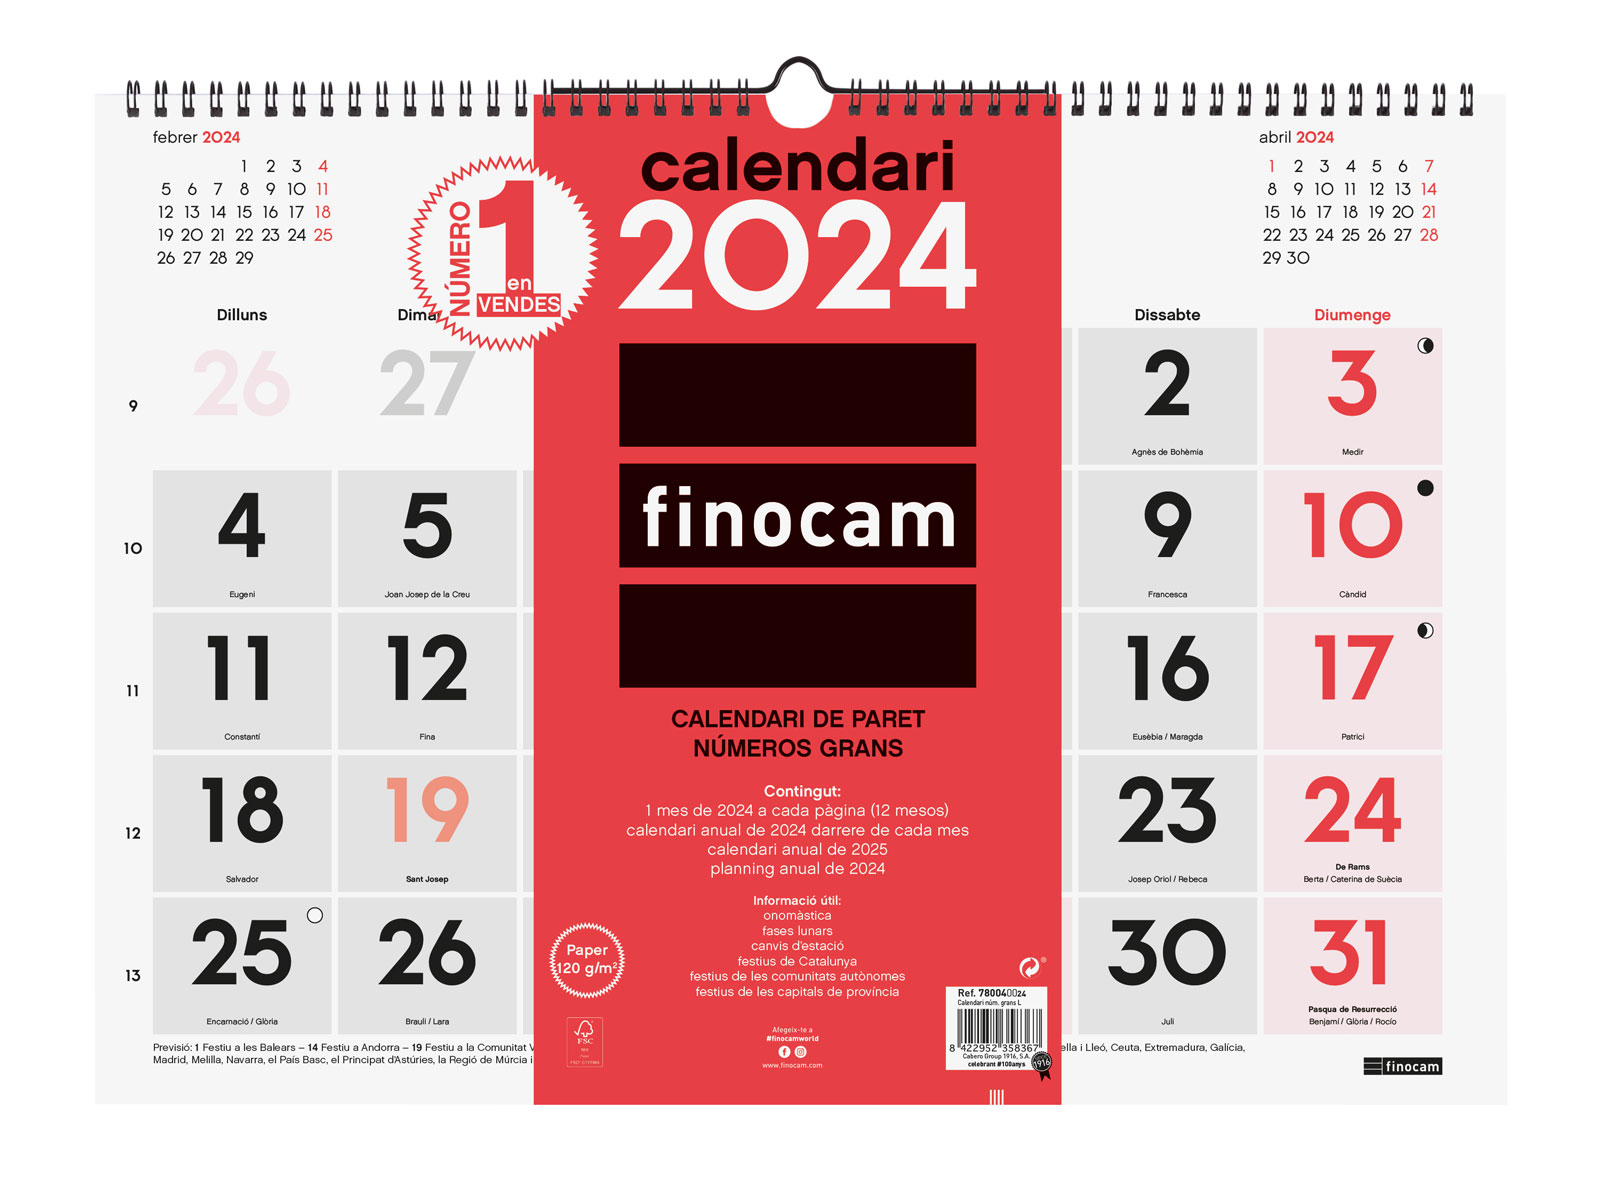 febrer 2024
1 2 3 4
5 6 7 8 9 10 11
12 13 14 15 16 17 18
19 20 21 22 23 24 25
26 27 28 29
abril 2024
1 2 3 4 5 6 7
8 9 10 11 12 13 14
15 16 17 18 19 20 21
22 23 24 25 26 27 28
29 30
NÚMERO 1
en
VENDES
calendari
2024
finocam
CALENDARI DE PARET
NÚMEROS GRANS
Contingut:
1 mes de 2024 a cada pàgina (12 mesos)
calendari anual de 2024 darrere de cada mes
calendari anual de 2025
planning anual de 2024
Informació útil:
onomàstica
fases lunars
canvis d'estació
festius de Catalunya
festius de les comunitats autònomes
festius de les capitals de província
Paper
120 g/m²
FSC
Afegeix-te a
#finocamworld
www.finocam.com
Ref. 780040024
Calendari núm. grans L
8 422952 358367
Cabero Group 1916, S.A.
celebrant #100anys
1916
Dilluns Dissabte Diumenge
9 26 27 2 3
Agnès de Bohèmia Medir
10 4 5 9 10
Eugeni Joan Josep de la Creu Francesca Càndid
11 11 12 16 17
Constantí Fina Eusèbia / Maragda Patrici
12 18 19 23 24
De Rams
Salvador Sant Josep Josep Oriol / Rebeca Berta / Caterina de Suècia
13 25 26 30 31
Pasqua de Resurrecció
Encarnació / Glòria Brauli / Lara Juli Benjamí / Glòria / Rocío
Previsió: 1 Festiu a les Balears – 14 Festiu a Andorra – 19 Festiu a la Comunitat lla i Lleó, Ceuta, Extremadura, Galícia,
Madrid, Melilla, Navarra, el País Basc, el Principat d'Astúries, la Regió de Múrcia i
finocam